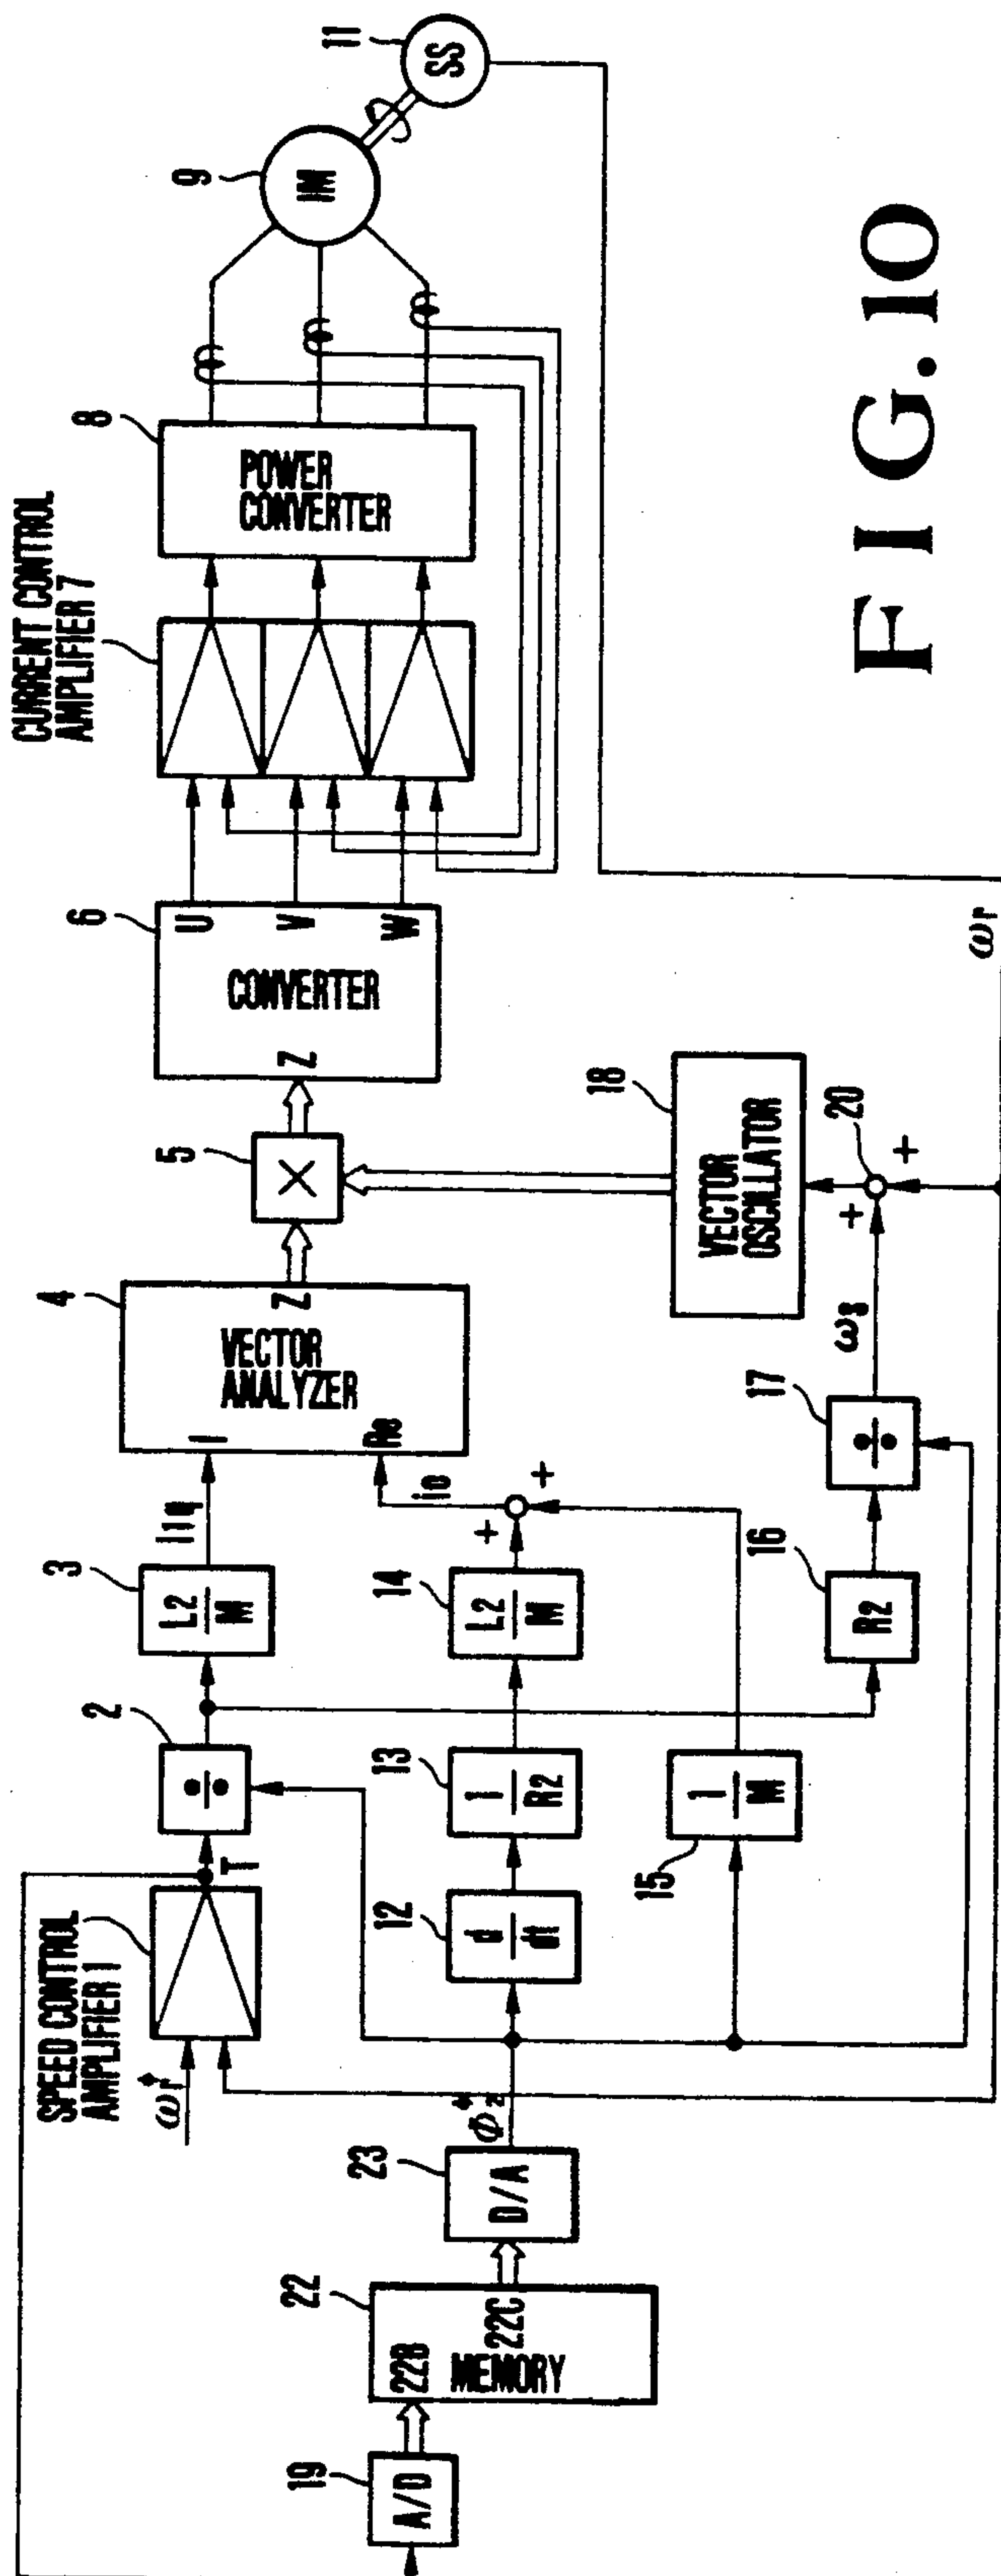 SPEED CONTROL
AMPLIFIER 1
ωr*
T
2
÷
3
L2
M
I1q
4
I
Re
VECTOR
ANALYZER
Z
5
×
6
Z
CONVERTER
U
V
W
CURRENT CONTROL
AMPLIFIER 7
8
POWER
CONVERTER
9
IM
11
SS
19
A/D
22
22B
22C
MEMORY
23
D/A
Φ2*
12
d
dt
13
1
R2
14
L2
M
+
+
io
15
1
M
16
R2
17
÷
ωs
+
20
+
18
VECTOR
OSCILLATOR
ωr
FIG.10